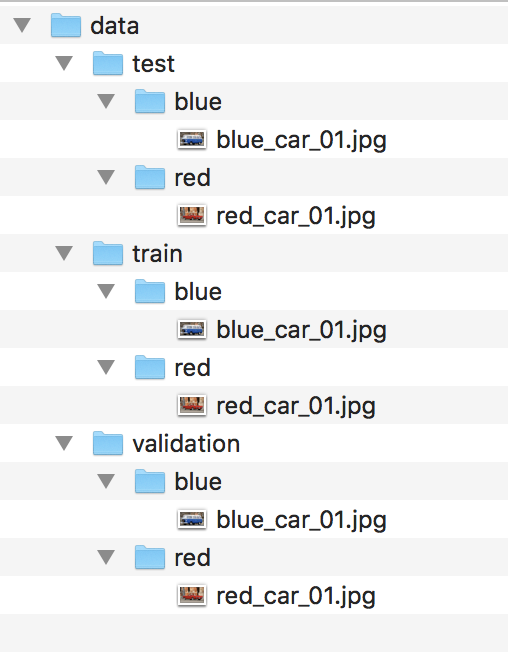 data
test
blue
blue_car_01.jpg
red
red_car_01.jpg
train
blue
blue_car_01.jpg
red
red_car_01.jpg
validation
blue
blue_car_01.jpg
red
red_car_01.jpg